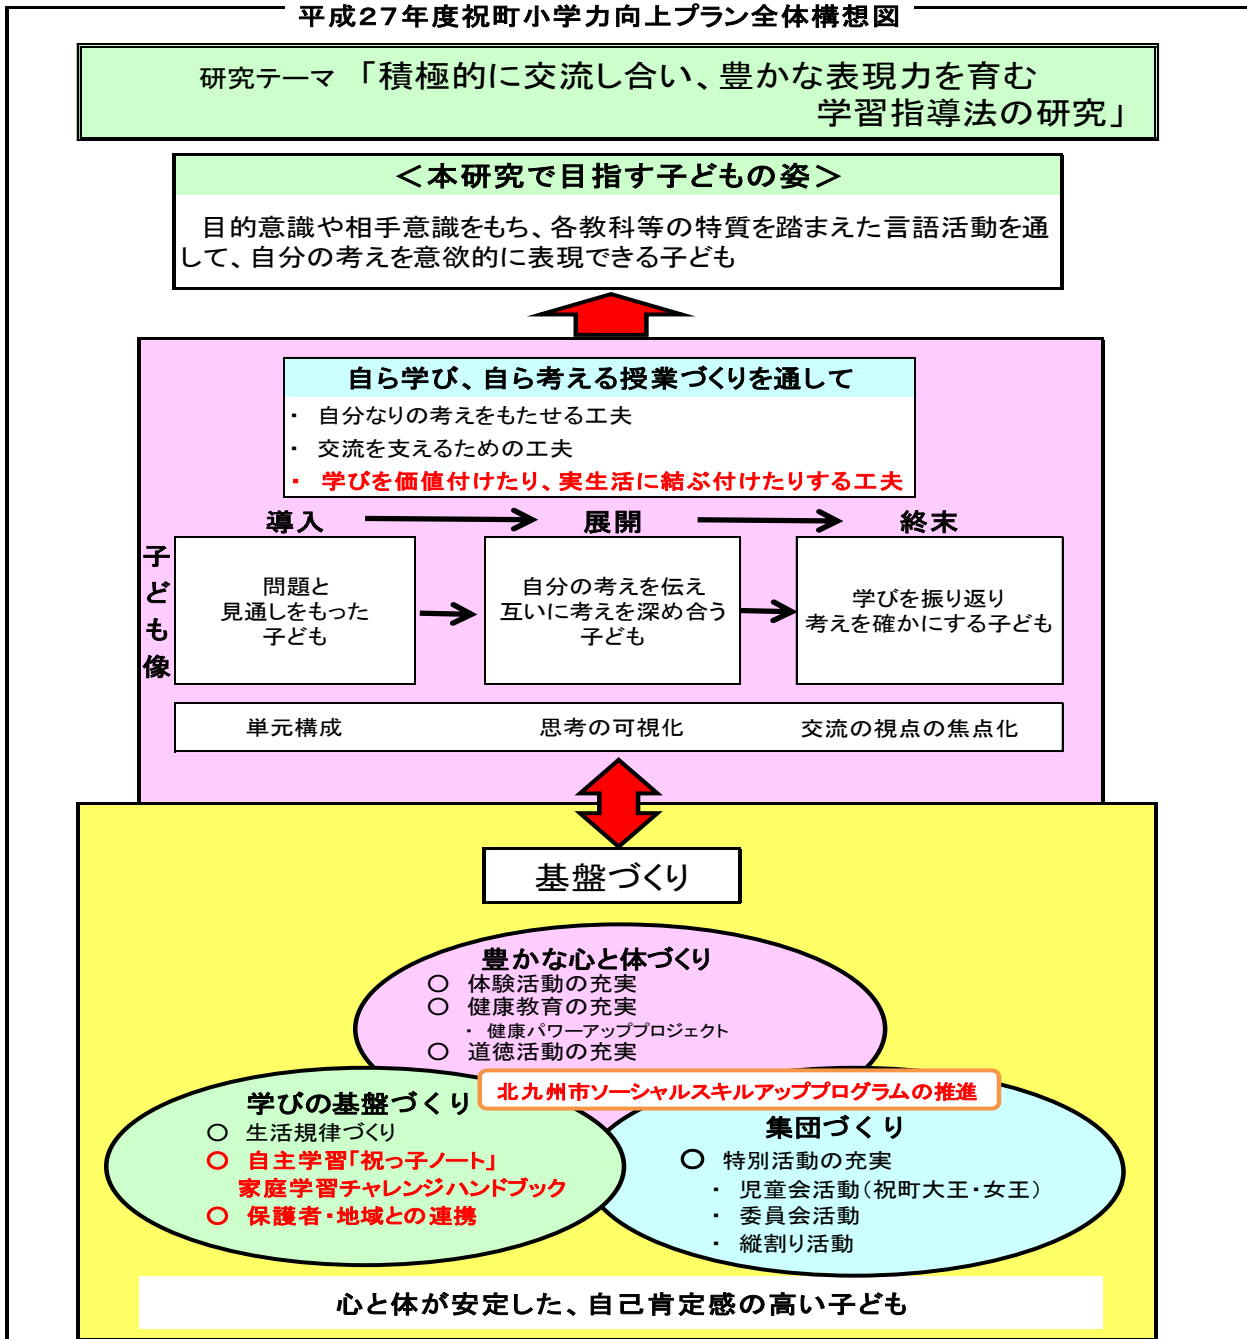 平成27年度祝町小学力向上プラン全体構想図
研究テーマ 「積極的に交流し合い、豊かな表現力を育む
学習指導法の研究」
＜本研究で目指す子どもの姿＞
目的意識や相手意識をもち、各教科等の特質を踏まえた言語活動を通
して、自分の考えを意欲的に表現できる子ども
自ら学び、自ら考える授業づくりを通して
・ 自分なりの考えをもたせる工夫
・ 交流を支えるための工夫
・ 学びを価値付けたり、実生活に結ぶ付けたりする工夫
導入 展開 終末
子ども像
問題と
見通しをもった
子ども
自分の考えを伝え
互いに考えを深め合う
子ども
学びを振り返り
考えを確かにする子ども
単元構成 思考の可視化 交流の視点の焦点化
基盤づくり
豊かな心と体づくり
○ 体験活動の充実
○ 健康教育の充実
・ 健康パワーアッププロジェクト
○ 道徳活動の充実
北九州市ソーシャルスキルアッププログラムの推進
学びの基盤づくり
○ 生活規律づくり
○ 自主学習「祝っ子ノート」
家庭学習チャレンジハンドブック
○ 保護者・地域との連携
集団づくり
○ 特別活動の充実
・ 児童会活動(祝町大王・女王)
・ 委員会活動
・ 縦割り活動
心と体が安定した、自己肯定感の高い子ども